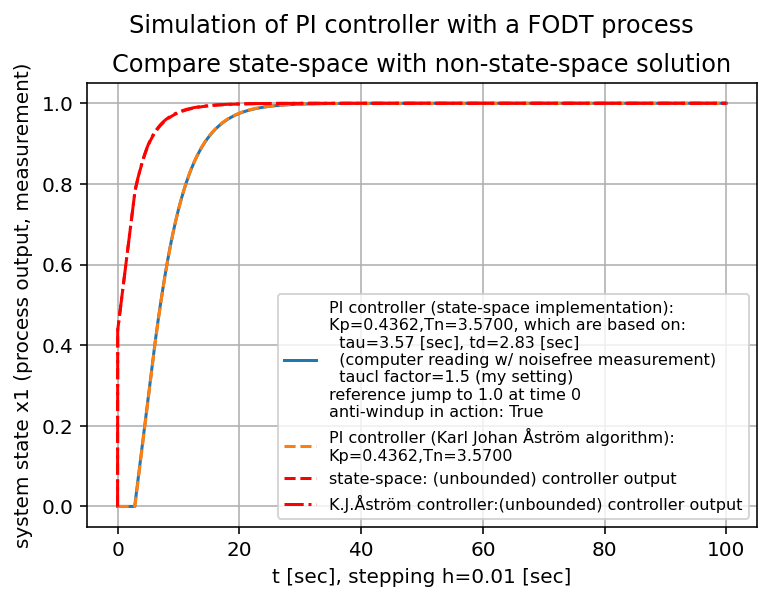 Simulation of PI controller with a FODT process
Compare state-space with non-state-space solution
system state x1 (process output, measurement)
1.0
0.8
0.6
0.4
0.2
0.0
PI controller (state-space implementation):
Kp=0.4362,Tn=3.5700, which are based on:
tau=3.57 [sec], td=2.83 [sec]
(computer reading w/ noisefree measurement)
taucl factor=1.5 (my setting)
reference jump to 1.0 at time 0
anti-windup in action: True
PI controller (Karl Johan Åström algorithm):
Kp=0.4362,Tn=3.5700
state-space: (unbounded) controller output
K.J.Åström controller:(unbounded) controller output
0
20
40
60
80
100
t [sec], stepping h=0.01 [sec]